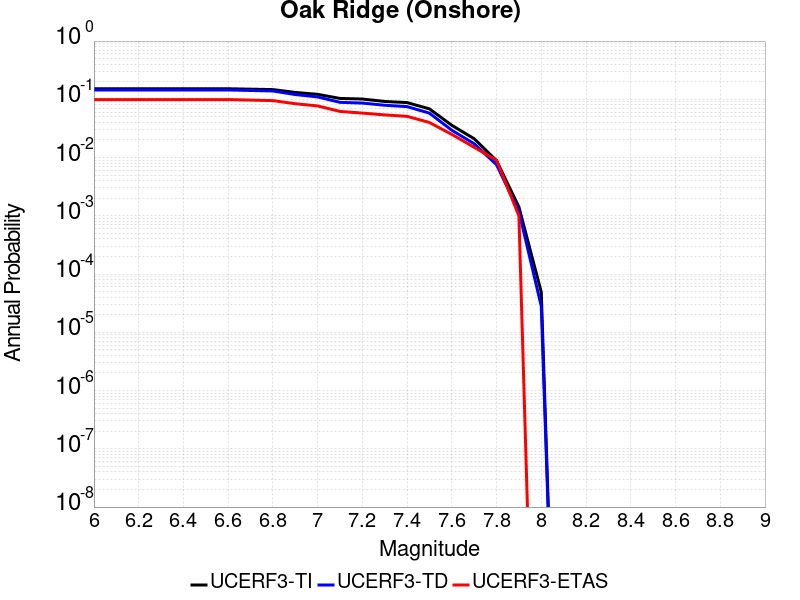 Oak Ridge (Onshore)
10^0
10^-1
10^-2
10^-3
10^-4
10^-5
10^-6
10^-7
10^-8
Annual Probability
6 6.2 6.4 6.6 6.8 7 7.2 7.4 7.6 7.8 8 8.2 8.4 8.6 8.8 9
Magnitude
UCERF3-TI UCERF3-TD UCERF3-ETAS